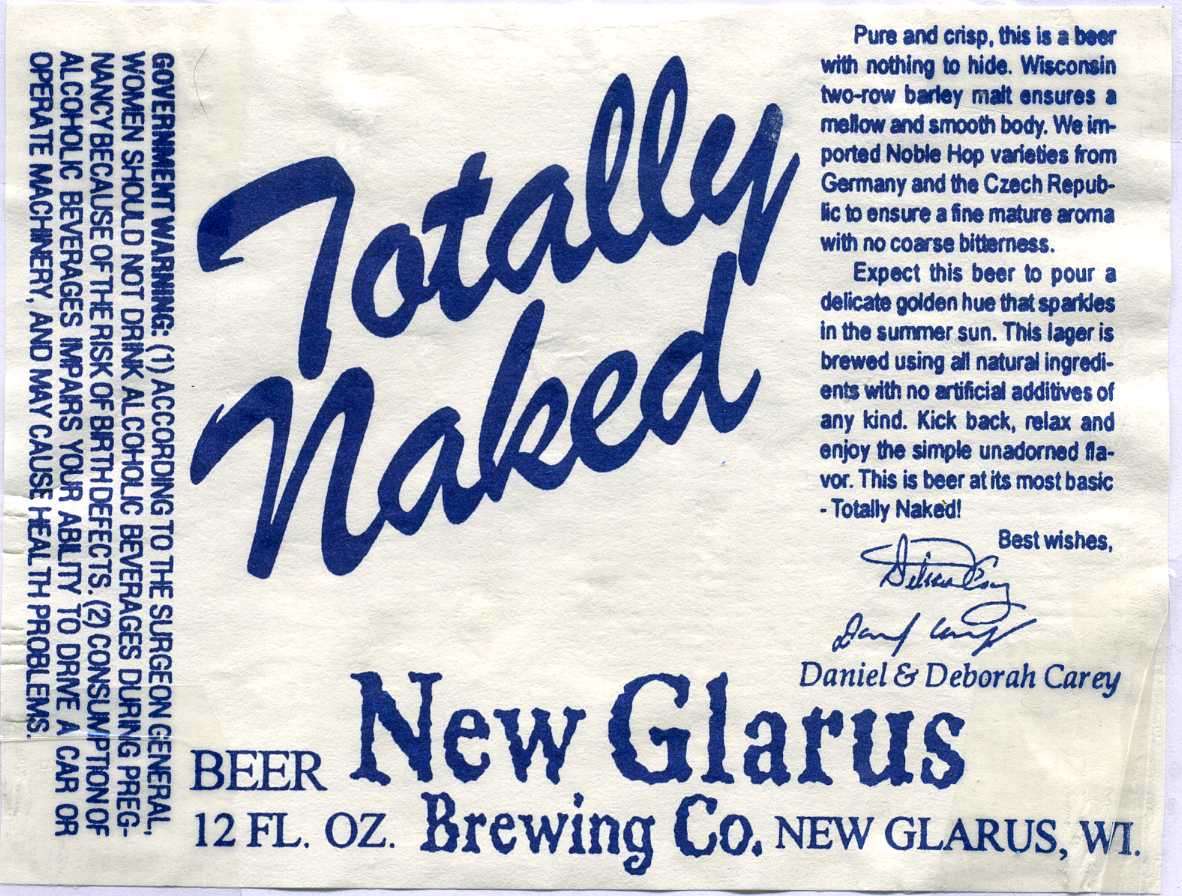 GOVERNMENT WARNING: (1) ACCORDING TO THE SURGEON GENERAL,
WOMEN SHOULD NOT DRINK ALCOHOLIC BEVERAGES DURING PREG-
NANCY BECAUSE OF THE RISK OF BIRTH DEFECTS. (2) CONSUMPTION OF
ALCOHOLIC BEVERAGES IMPAIRS YOUR ABILITY TO DRIVE A CAR OR
OPERATE MACHINERY, AND MAY CAUSE HEALTH PROBLEMS.
Totally
Naked
Pure and crisp, this is a beer
with nothing to hide. Wisconsin
two-row barley malt ensures a
mellow and smooth body. We im-
ported Noble Hop varieties from
Germany and the Czech Repub-
lic to ensure a fine mature aroma
with no coarse bitterness.
Expect this beer to pour a
delicate golden hue that sparkles
in the summer sun. This lager is
brewed using all natural ingredi-
ents with no artificial additives of
any kind. Kick back, relax and
enjoy the simple unadorned fla-
vor. This is beer at its most basic
- Totally Naked!
Best wishes,
Daniel & Deborah Carey
BEER New Glarus
12 FL. OZ. Brewing Co. NEW GLARUS, WI.